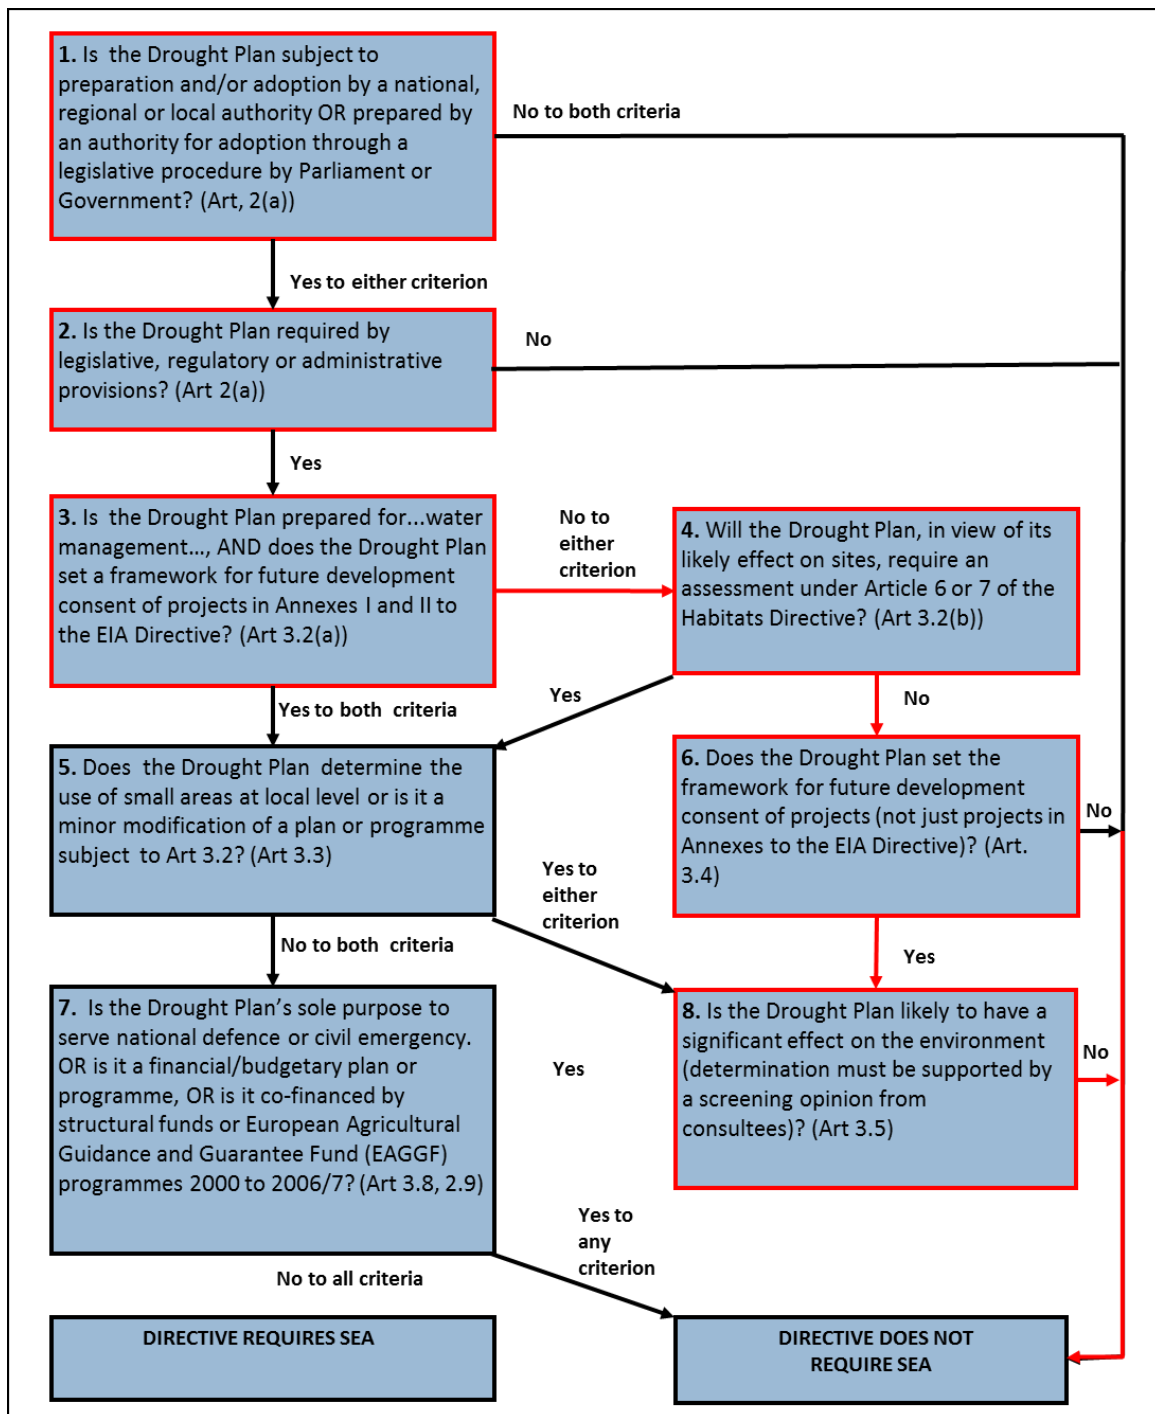 1. Is the Drought Plan subject to
preparation and/or adoption by a national,
regional or local authority OR prepared by
an authority for adoption through a
legislative procedure by Parliament or
Government? (Art, 2(a))
No to both criteria
Yes to either criterion
2. Is the Drought Plan required by
legislative, regulatory or administrative
provisions? (Art 2(a))
No
Yes
3. Is the Drought Plan prepared for...water
management..., AND does the Drought Plan
set a framework for future development
consent of projects in Annexes I and II to
the EIA Directive? (Art 3.2(a))
No to
either
criterion
4. Will the Drought Plan, in view of its
likely effect on sites, require an
assessment under Article 6 or 7 of the
Habitats Directive? (Art 3.2(b))
Yes to both criteria
Yes
No
5. Does the Drought Plan determine the
use of small areas at local level or is it a
minor modification of a plan or programme
subject to Art 3.2? (Art 3.3)
6. Does the Drought Plan set the
framework for future development
consent of projects (not just projects in
Annexes to the EIA Directive)? (Art.
3.4)
No
Yes to
either
criterion
No to both criteria
Yes
7. Is the Drought Plan's sole purpose to
serve national defence or civil emergency.
OR is it a financial/budgetary plan or
programme, OR is it co-financed by
structural funds or European Agricultural
Guidance and Guarantee Fund (EAGGF)
programmes 2000 to 2006/7? (Art 3.8, 2.9)
Yes
8. Is the Drought Plan likely to have a
significant effect on the environment
(determination must be supported by
a screening opinion from
consultees)? (Art 3.5)
No
Yes to
any
criterion
No to all criteria
DIRECTIVE REQUIRES SEA
DIRECTIVE DOES NOT
REQUIRE SEA